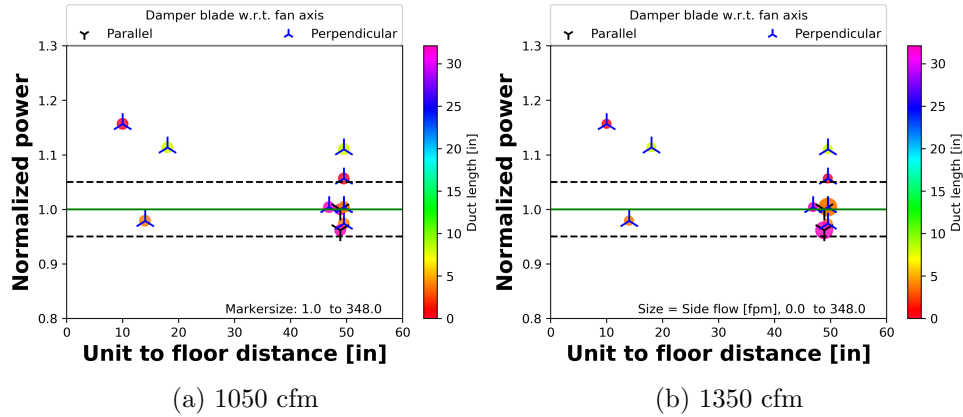 Damper blade w.r.t. fan axis
Parallel Perpendicular
1.3
1.2
1.1
1.0
0.9
0.8
Normalized power
0 10 20 30 40 50 60
Unit to floor distance [in]
Markersize: 1.0 to 348.0
30
25
20
15
10
5
0
Duct length [in]
(a) 1050 cfm
Damper blade w.r.t. fan axis
Parallel Perpendicular
1.3
1.2
1.1
1.0
0.9
0.8
Normalized power
0 10 20 30 40 50 60
Unit to floor distance [in]
Size = Side flow [fpm], 0.0 to 348.0
30
25
20
15
10
5
0
Duct length [in]
(b) 1350 cfm